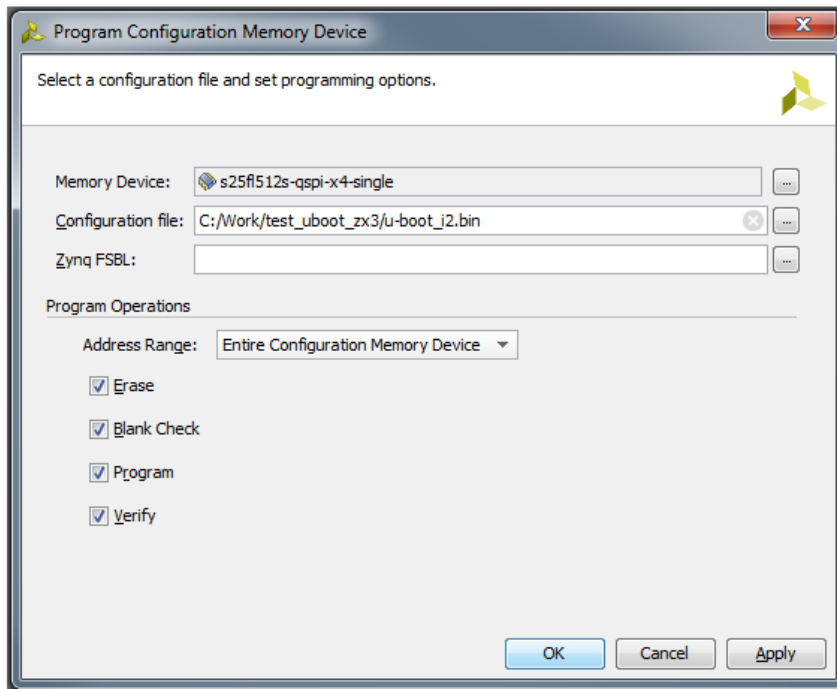 Program Configuration Memory Device
Select a configuration file and set programming options.
Memory Device: s25fl512s-qspi-x4-single ...
Configuration file: C:/Work/test_uboot_zx3/u-boot_i2.bin ...
Zynq FSBL: ...
Program Operations
Address Range: Entire Configuration Memory Device
Erase
Blank Check
Program
Verify
OK Cancel Apply